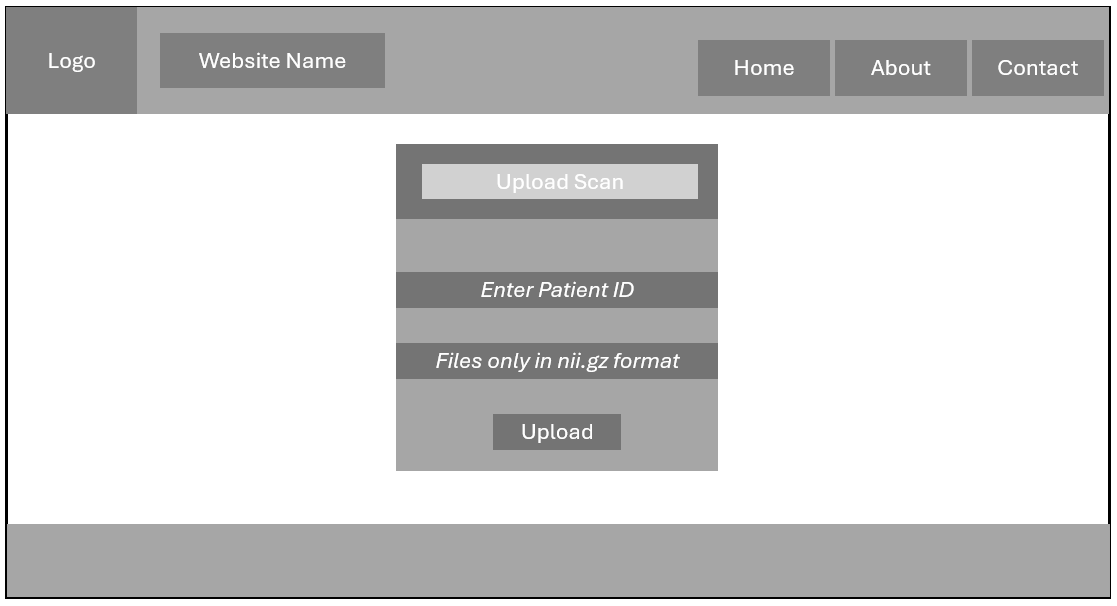 Logo
Website Name
Home
About
Contact
Upload Scan
Enter Patient ID
Files only in nii.gz format
Upload